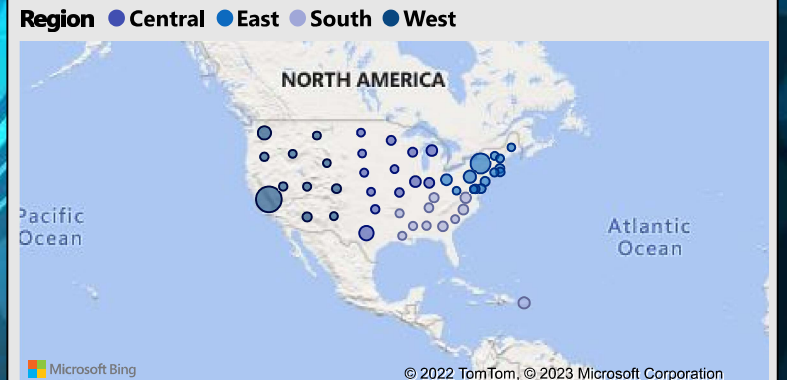 Region Central East South West
NORTH AMERICA
Pacific
Ocean
Atlantic
Ocean
Microsoft Bing
© 2022 TomTom, © 2023 Microsoft Corporation